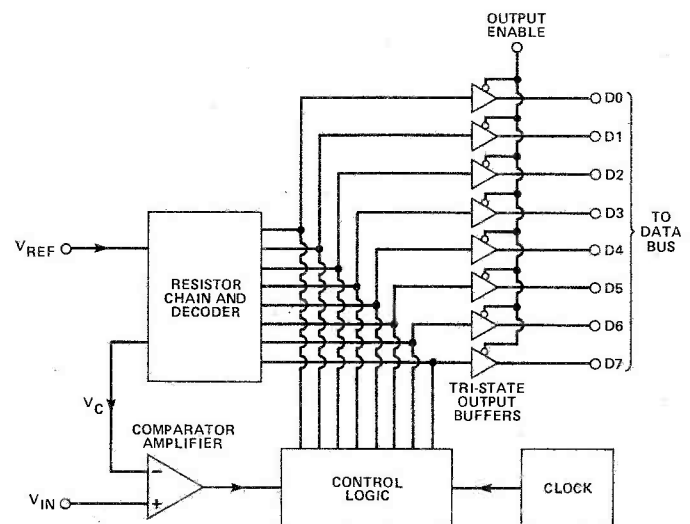 OUTPUT
ENABLE
D0
D1
D2
D3
D4
D5
D6
D7
TO
DATA
BUS
VREF
RESISTOR
CHAIN AND
DECODER
TRI-STATE
OUTPUT
BUFFERS
VC
COMPARATOR
AMPLIFIER
−
+
VIN
CONTROL
LOGIC
CLOCK